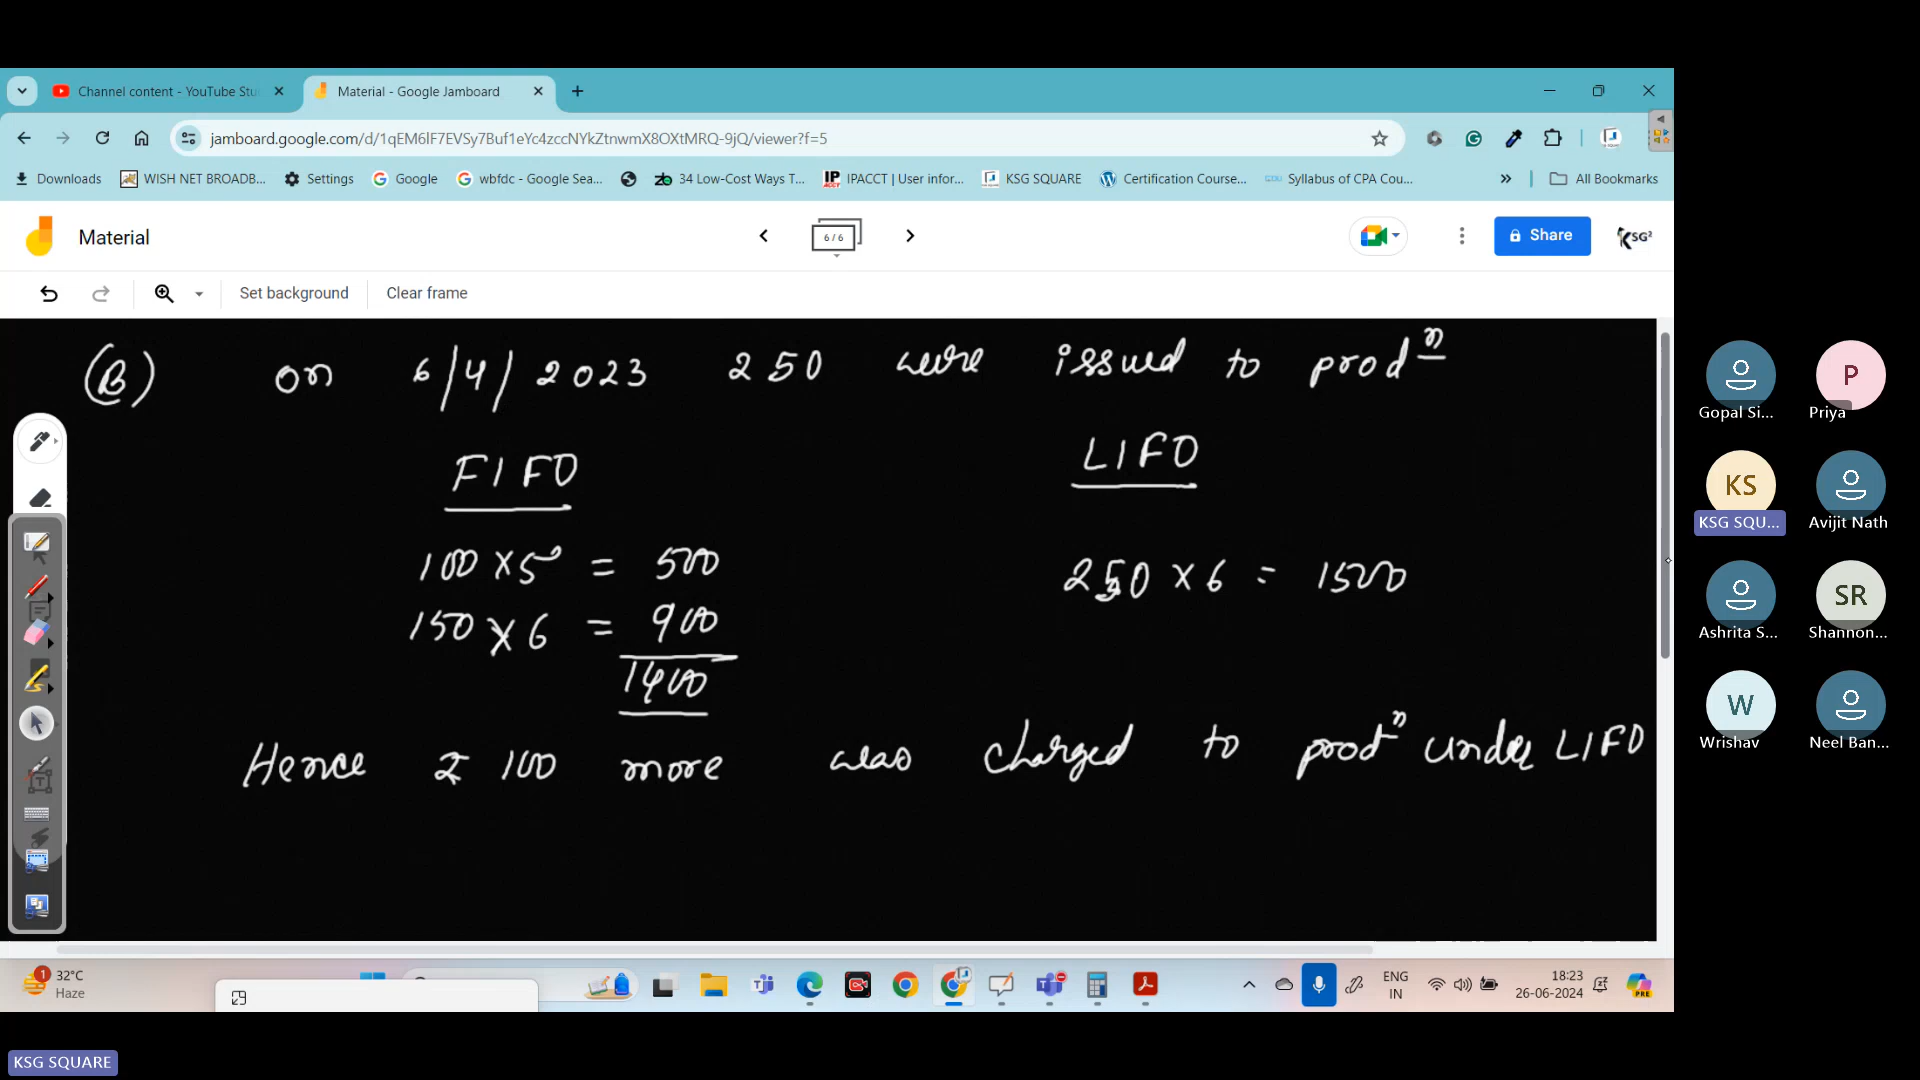 Channel content - YouTube Stu
Material - Google Jamboard
jamboard.google.com/d/1qEM6lF7EVSy7Buf1eYc4zccNYkZtnwmX8OXtMRQ-9jQ/viewer?f=5
Downloads WISH NET BROADB... Settings Google wbfdc - Google Sea... 34 Low-Cost Ways T... IPACCT | User infor... KSG SQUARE Certification Course... Syllabus of CPA Cou... » All Bookmarks
Material 6 / 6 Share KSG²
Set background Clear frame
(B) on 6/4/2023 250 were issued to prodⁿ
FIFO LIFO
100 x 5 = 500
250 x 6 = 1500
150 x 6 = 900
1400
Hence ₹ 100 more was charged to prodⁿ under LIFO
Gopal Si... P Priya
KS KSG SQU... Avijit Nath
Ashrita S... SR Shannon...
W Wrishav Neel Ban...
1 32°C
Haze
ENG
IN
18:23
26-06-2024
PRE
KSG SQUARE